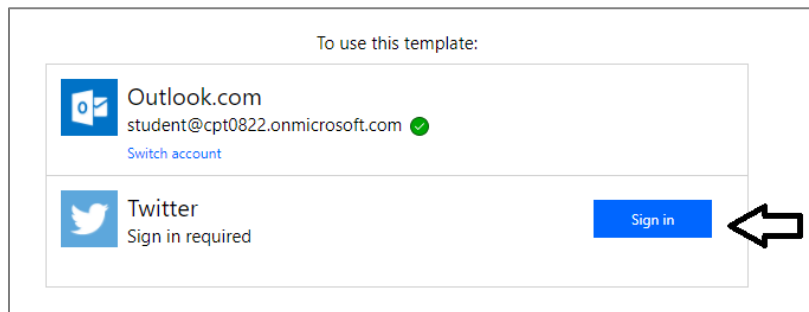 To use this template:
Outlook.com
student@cpt0822.onmicrosoft.com
Switch account
Twitter
Sign in required
Sign in